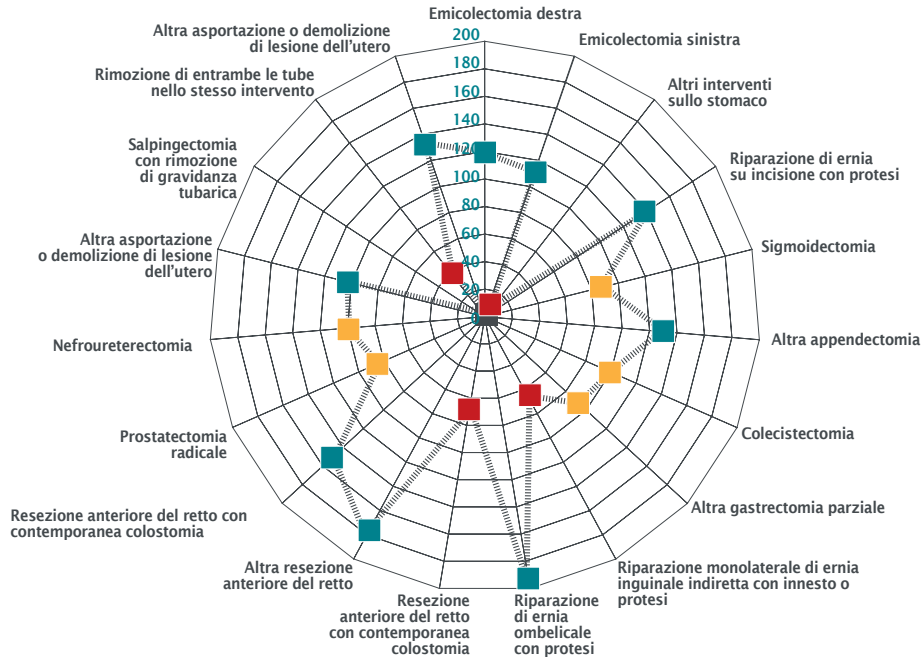 Emicolectomia destra
Emicolectomia sinistra
Altri interventi
sullo stomaco
Riparazione di ernia
su incisione con protesi
Sigmoidectomia
Altra appendectomia
Colecistectomia
Altra gastrectomia parziale
Riparazione monolaterale di ernia
inguinale indiretta con innesto o
protesi
Riparazione
di ernia
ombelicale
con protesi
Resezione
anteriore del retto
con contemporanea
colostomia
Altra resezione
anteriore del retto
Resezione anteriore del retto con
contemporanea colostomia
Prostatectomia
radicale
Nefroureterectomia
Altra asportazione
o demolizione di lesione
dell'utero
Salpingectomia
con rimozione
di gravidanza
tubarica
Rimozione di entrambe le tube
nello stesso intervento
Altra asportazione o demolizione
di lesione dell'utero
200
180
160
140
120
100
80
60
40
20
0